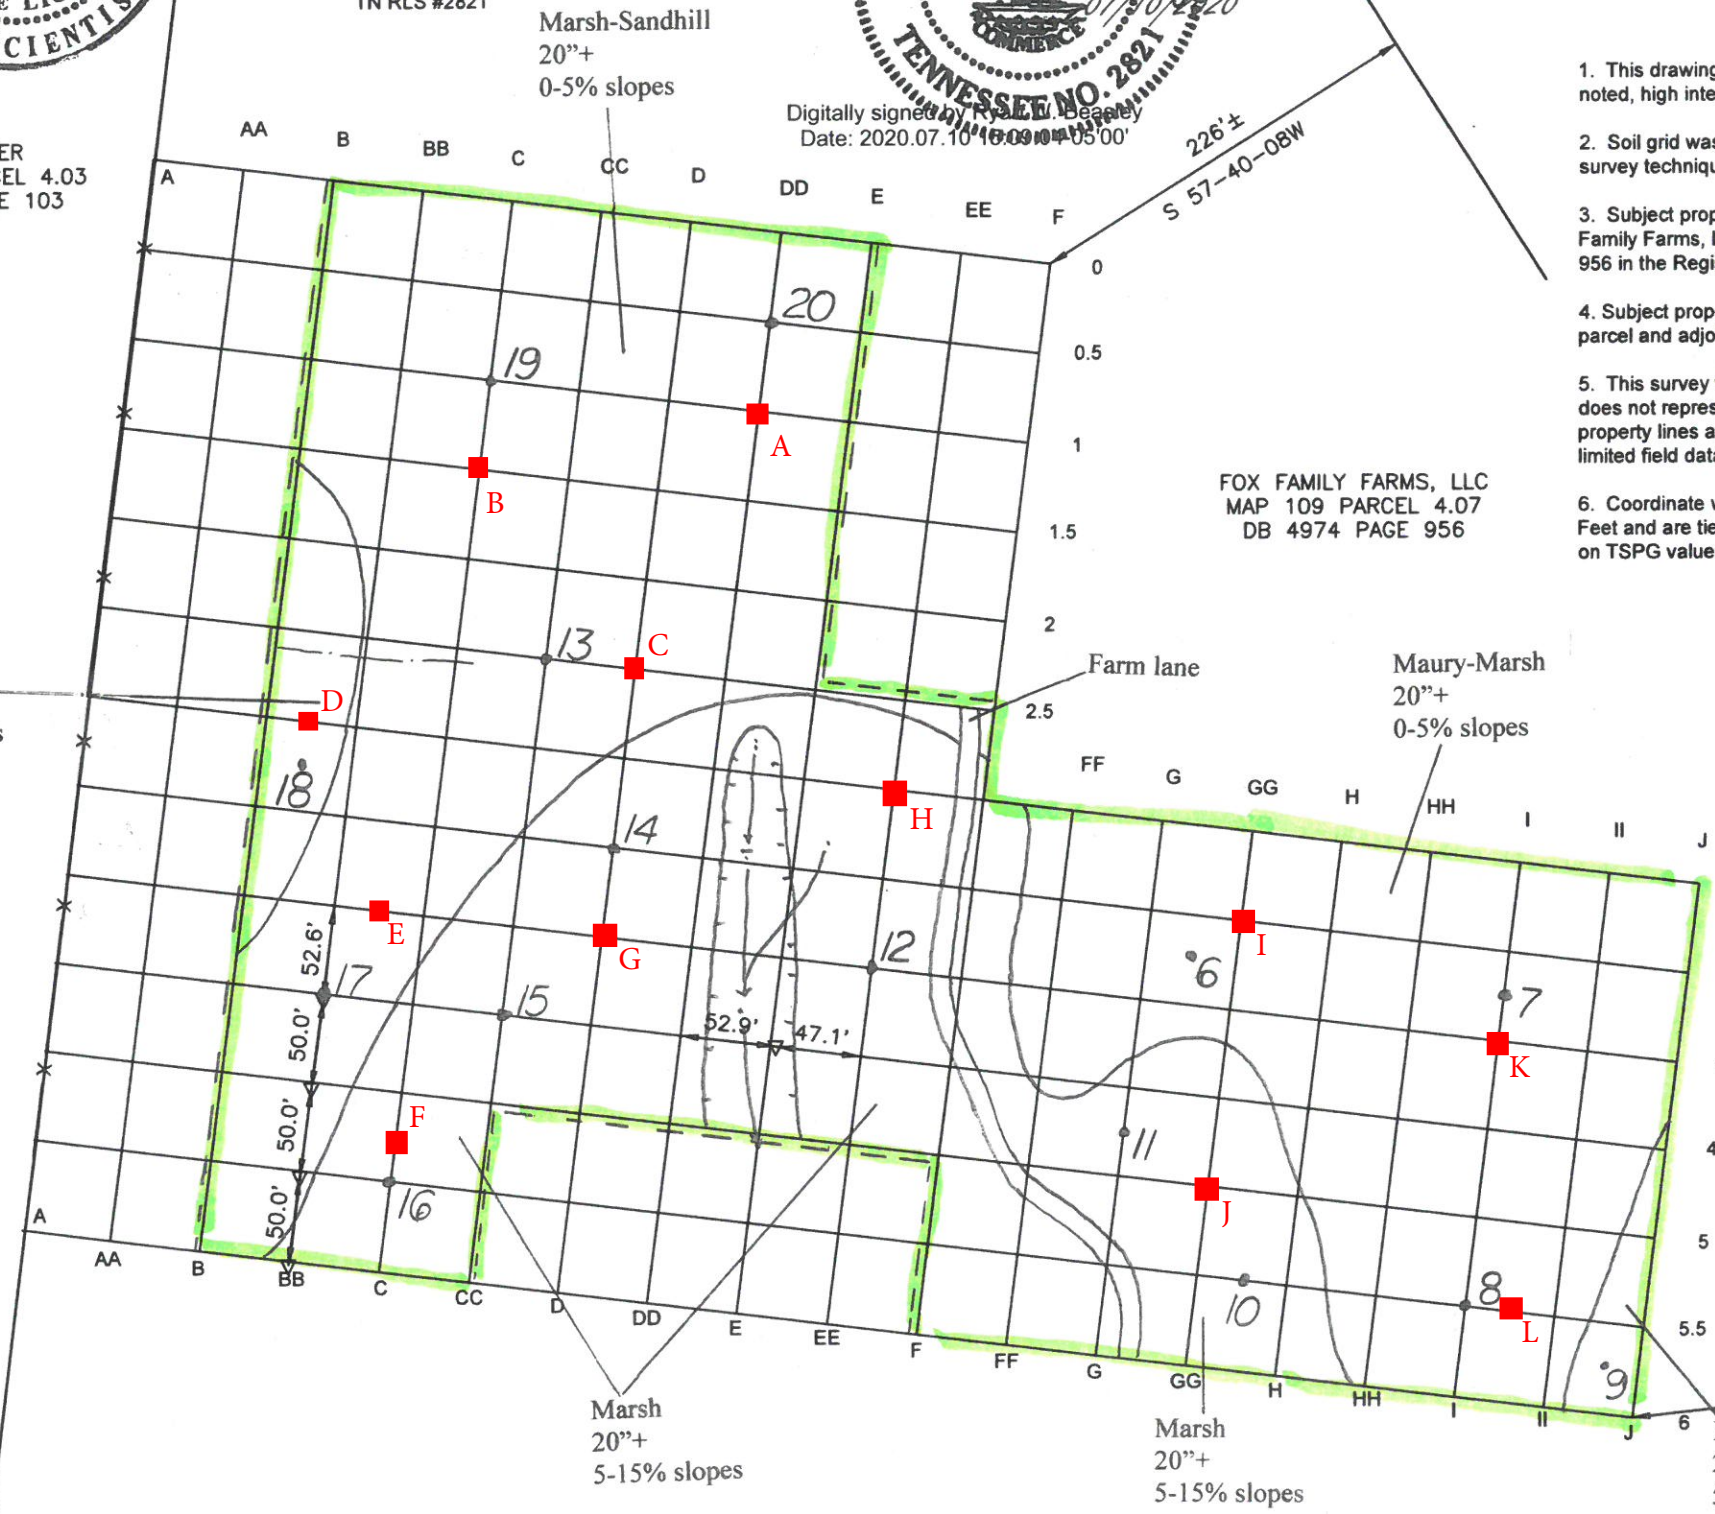 CIENTIS
TN RLS #2821
Marsh-Sandhill
20”+
0-5% slopes
COMMERCE
TENNESSEE NO. 2821
Digitally signed by
Date: 2020.07.10
226'±
S 57-40-08W
1. This drawing
noted, high inte
2. Soil grid was
survey techniqu
3. Subject prop
Family Farms, L
956 in the Regi
4. Subject prop
parcel and adjo
5. This survey
does not repres
property lines a
limited field data
6. Coordinate v
Feet and are tie
on TSPG value
ER
EL 4.03
E 103
AA
B
BB
C
CC
D
DD
E
EE
F
A
0
20
0.5
19
A
1
B
FOX FAMILY FARMS, LLC
MAP 109 PARCEL 4.07
DB 4974 PAGE 956
1.5
2
13
C
Farm lane
Maury-Marsh
20”+
0-5% slopes
D
2.5
18
FF
G
GG
H
HH
I
II
J
H
14
E
G
12
52.6'
17
15
6
I
7
50.0'
52.9'
47.1'
K
F
50.0'
11
4
16
J
50.0'
5
A
AA
B
BB
C
CC
D
DD
E
EE
F
FF
G
GG
H
HH
I
II
J
10
8
L
5.5
9
6
Marsh
20”+
5-15% slopes
Marsh
20”+
5-15% slopes